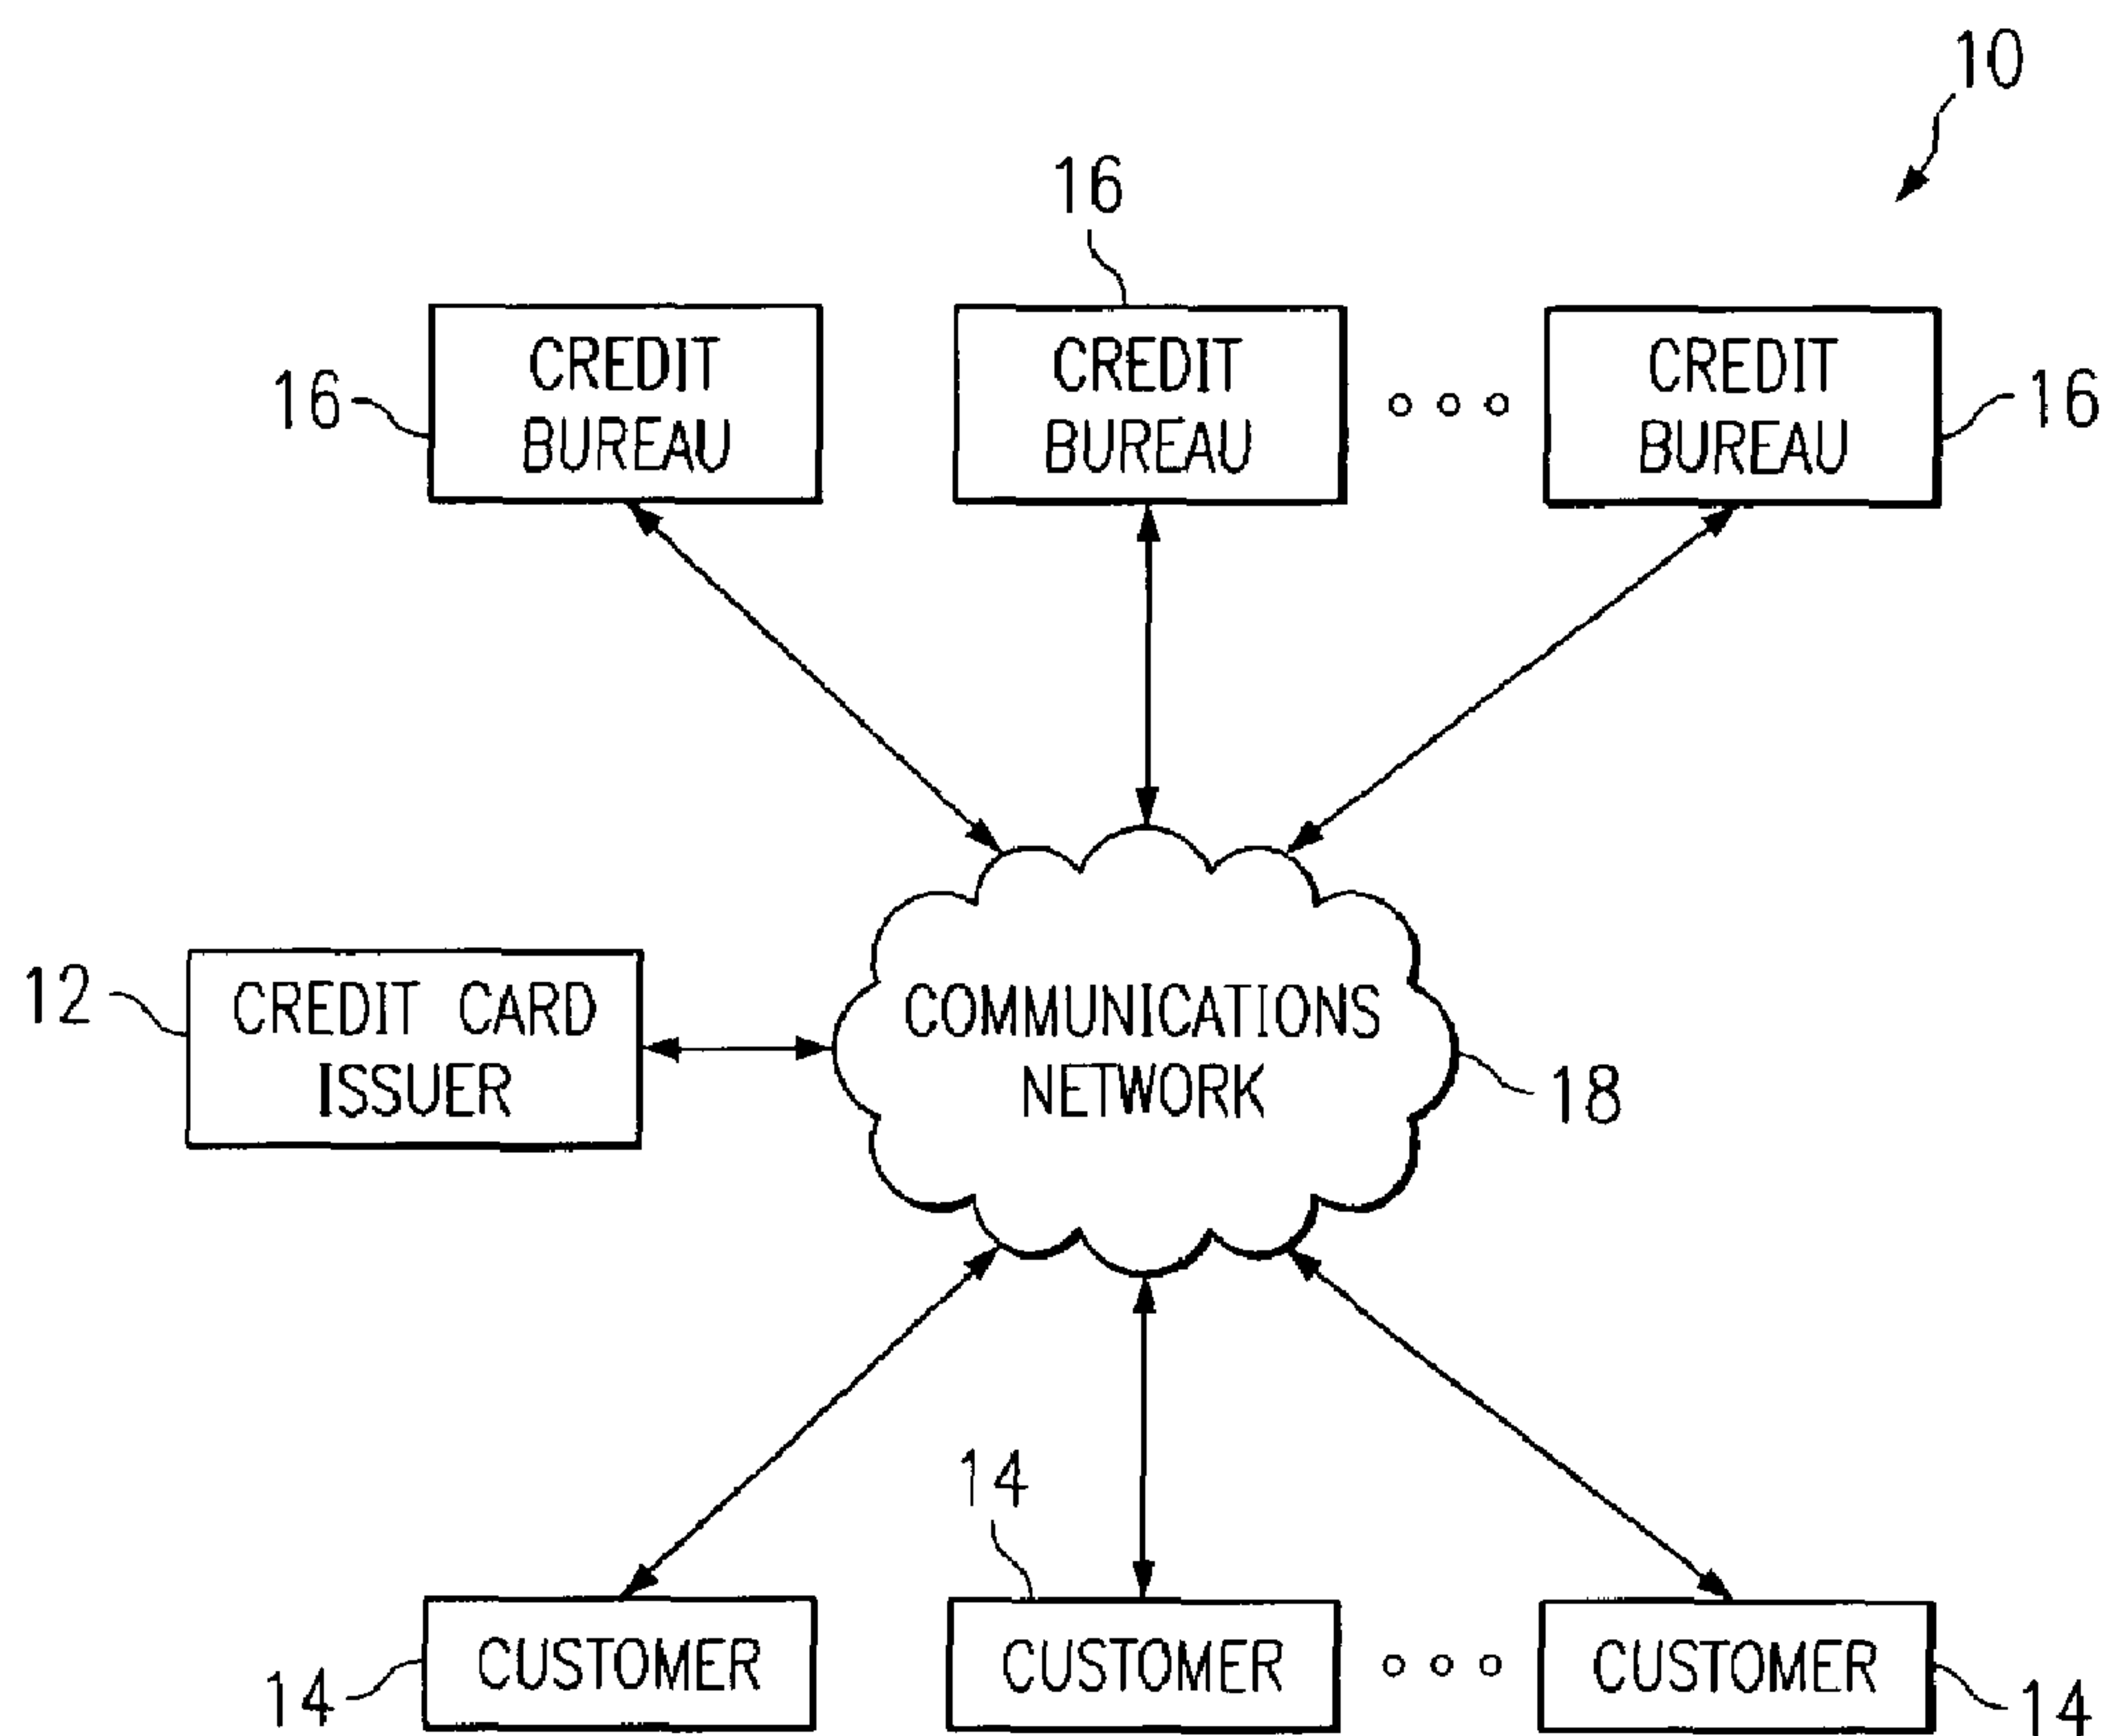 10
16
CREDIT
BUREAU
16
CREDIT
BUREAU
CREDIT
BUREAU
16
12
CREDIT CARD
ISSUER
COMMUNICATIONS
NETWORK
18
14
CUSTOMER
14
CUSTOMER
CUSTOMER
14